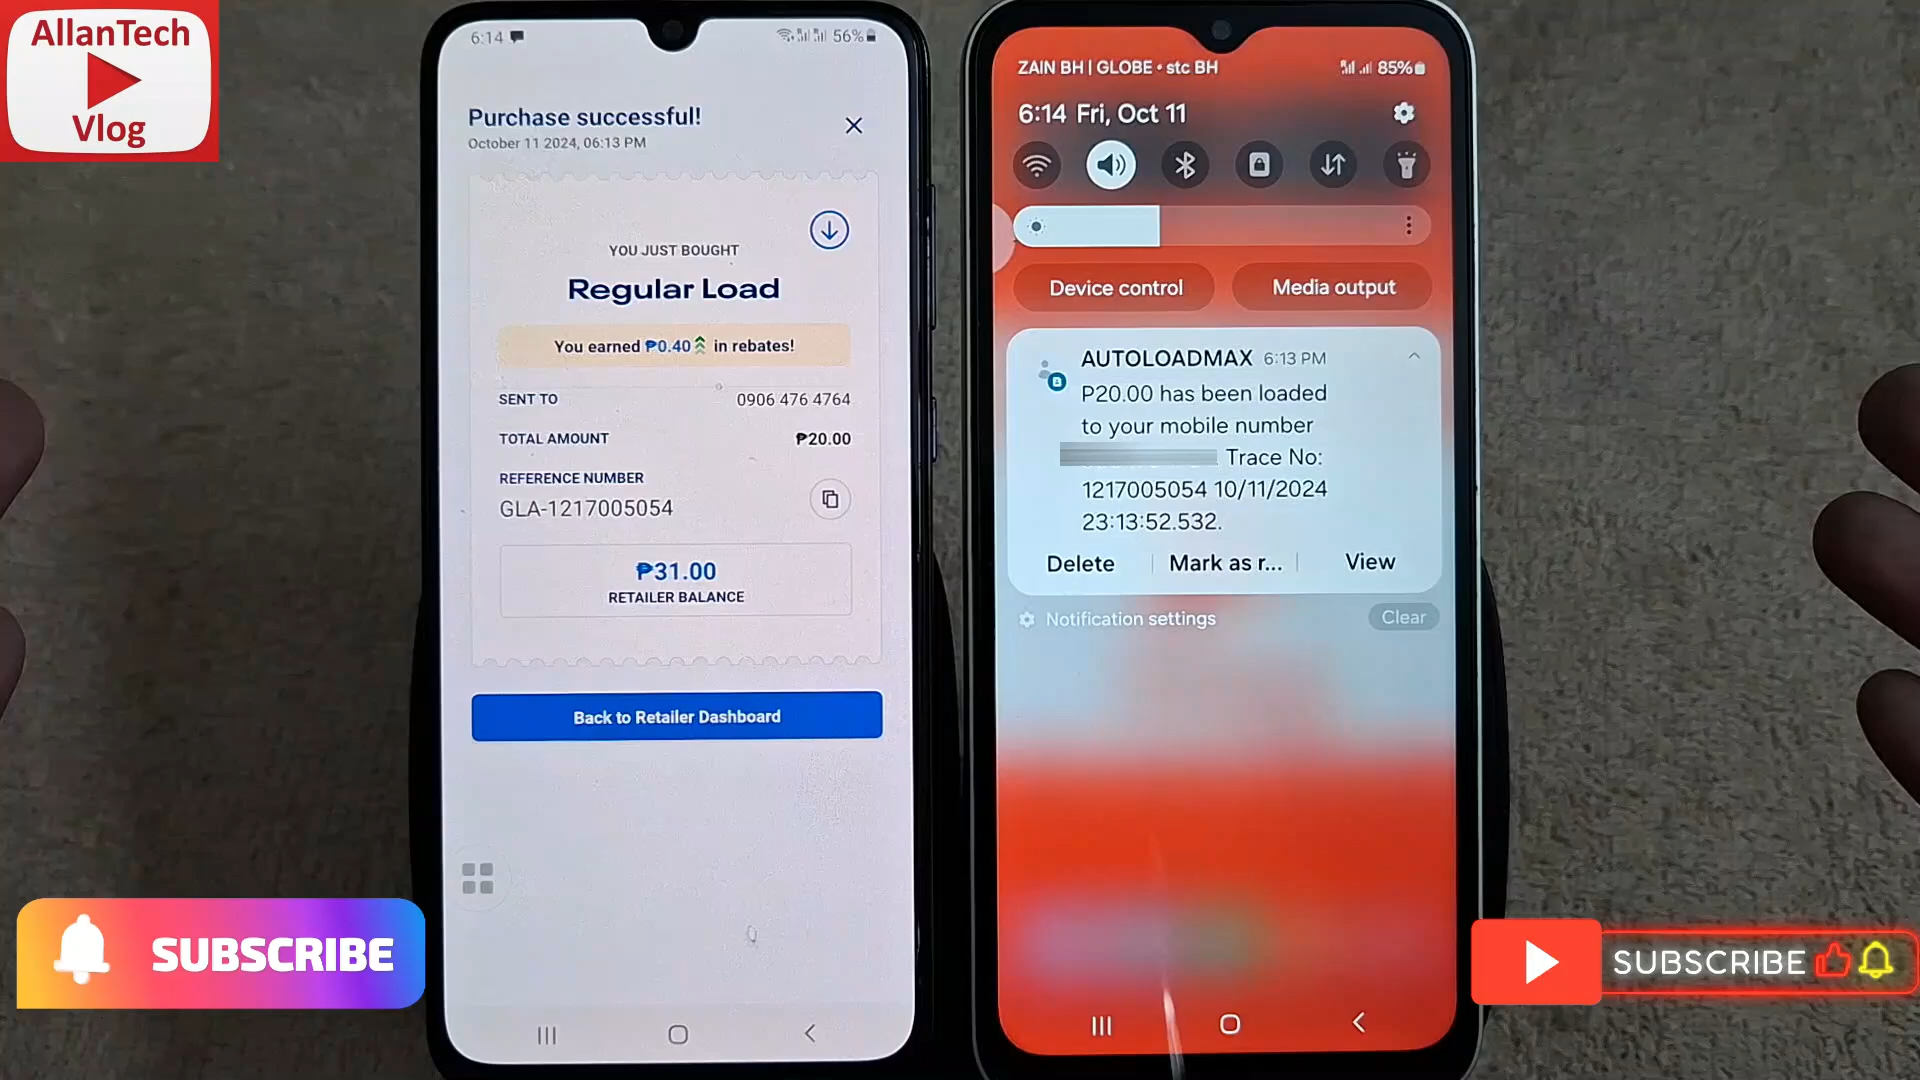 AllanTech
Vlog
6:14
56%
Purchase successful!
October 11 2024, 06:13 PM
YOU JUST BOUGHT
Regular Load
You earned ₱0.40 in rebates!
SENT TO 0906 476 4764
TOTAL AMOUNT ₱20.00
REFERENCE NUMBER
GLA-1217005054
₱31.00
RETAILER BALANCE
Back to Retailer Dashboard
ZAIN BH | GLOBE • stc BH
85%
6:14 Fri, Oct 11
Device control Media output
AUTOLOADMAX 6:13 PM
P20.00 has been loaded
to your mobile number
Trace No:
1217005054 10/11/2024
23:13:52.532.
Delete Mark as r... View
Notification settings Clear
SUBSCRIBE
SUBSCRIBE